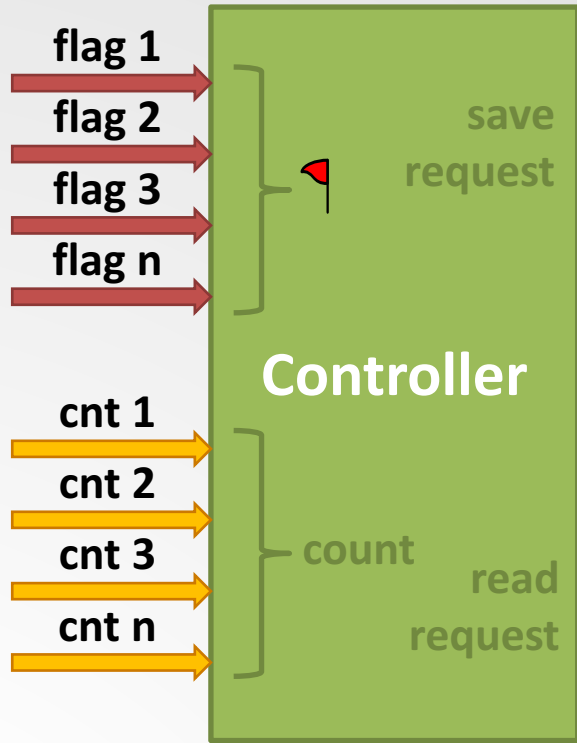 flag 1
flag 2
flag 3
flag n
save
request
Controller
cnt 1
cnt 2
cnt 3
cnt n
count
read
request